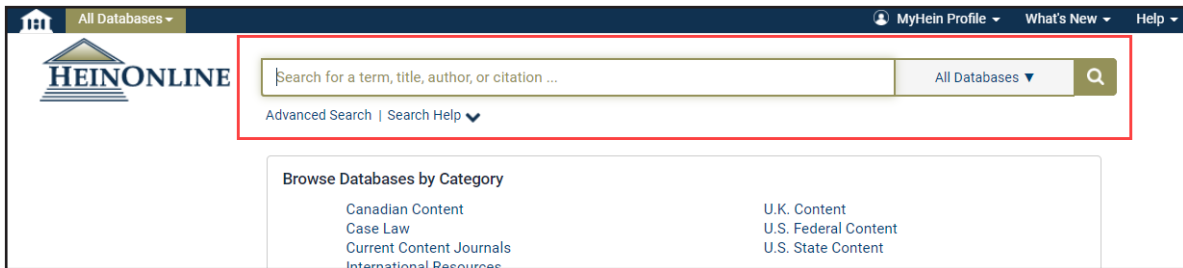 All Databases MyHein Profile What's New Help
HEINONLINE
Search for a term, title, author, or citation ... All Databases
Advanced Search | Search Help
Browse Databases by Category
Canadian Content U.K. Content
Case Law U.S. Federal Content
Current Content Journals U.S. State Content
International Resources